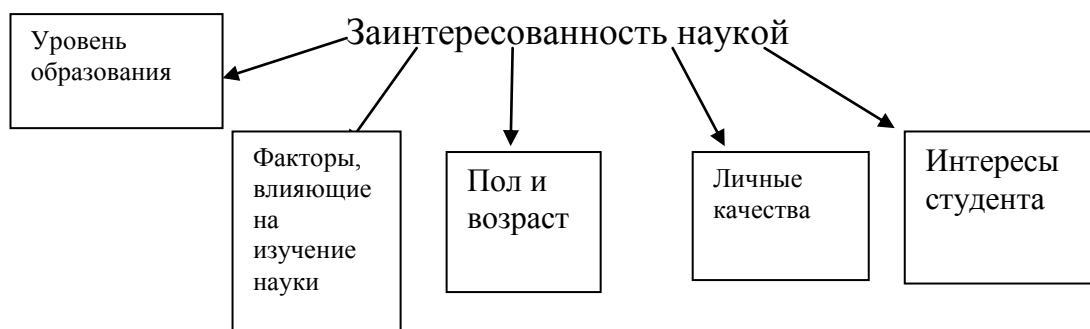 Заинтересованность наукой
Уровень
образования
Факторы,
влияющие
на
изучение
науки
Пол и
возраст
Личные
качества
Интересы
студента